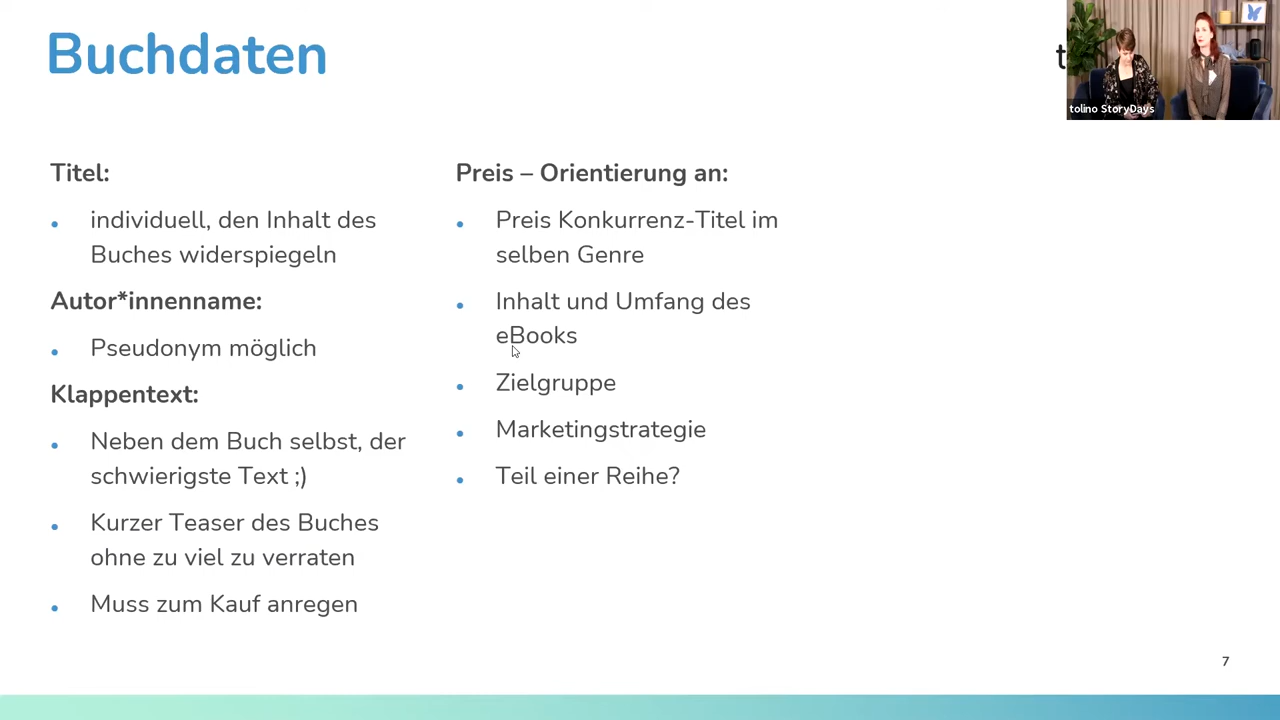 Buchdaten
t
tolino StoryDays
Titel:
individuell, den Inhalt des
Buches widerspiegeln
Autor*innenname:
Pseudonym möglich
Klappentext:
Neben dem Buch selbst, der
schwierigste Text ;)
Kurzer Teaser des Buches
ohne zu viel zu verraten
Muss zum Kauf anregen
Preis – Orientierung an:
Preis Konkurrenz-Titel im
selben Genre
Inhalt und Umfang des
eBooks
Zielgruppe
Marketingstrategie
Teil einer Reihe?
7